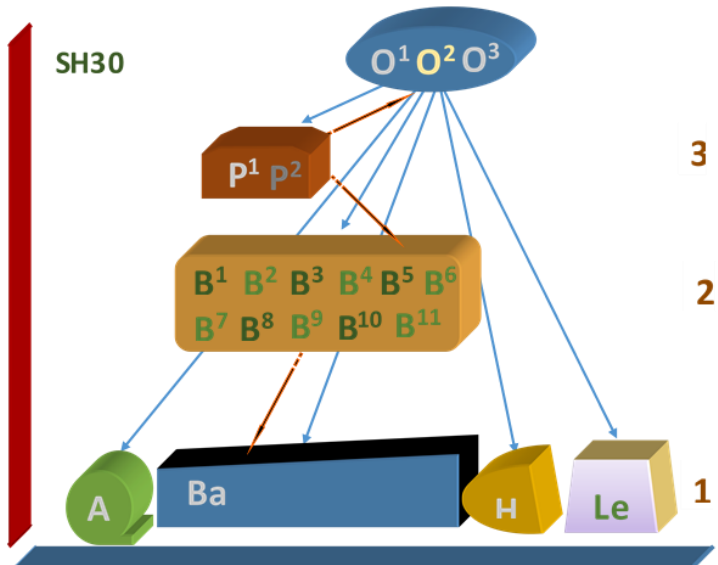 SH30
O¹ O² O³
P¹ P²
3
B¹ B² B³ B⁴ B⁵ B⁶
2
B⁷ B⁸ B⁹ B¹⁰ B¹¹
A
Ba
H
Le
1